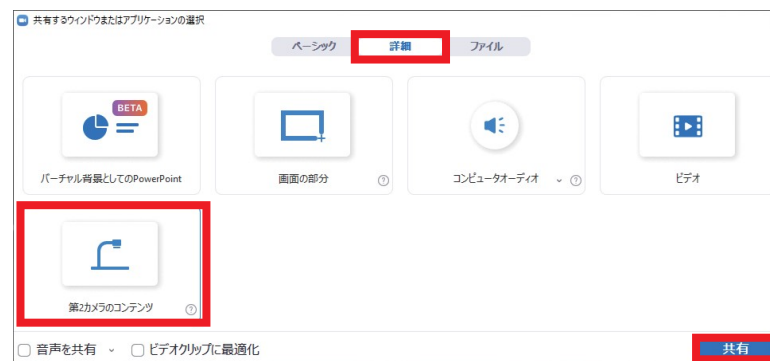 共有するウィンドウまたはアプリケーションの選択
ベーシック 詳細 ファイル
BETA
バーチャル背景としてのPowerPoint 画面の部分 コンピュータオーディオ ビデオ
第2カメラのコンテンツ
音声を共有 ビデオクリップに最適化 共有